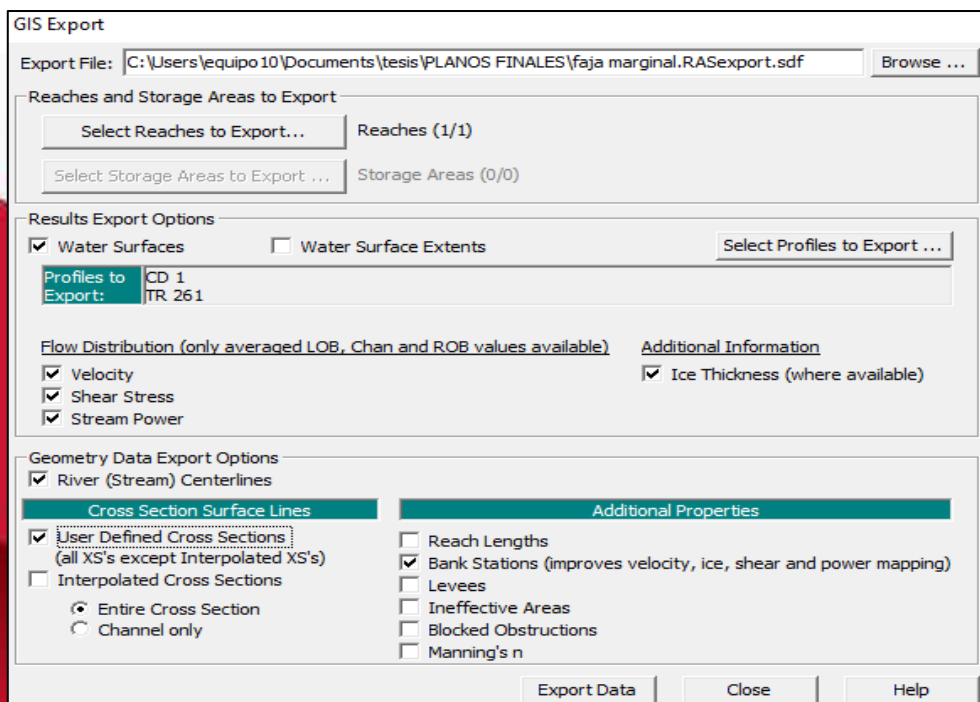 GIS Export
Export File: C:\Users\equipo10\Documents\tesis\PLANOS FINALES\faja marginal.RASexport.sdf Browse ...
Reaches and Storage Areas to Export
Select Reaches to Export... Reaches (1/1)
Select Storage Areas to Export ... Storage Areas (0/0)
Results Export Options
Water Surfaces Water Surface Extents Select Profiles to Export ...
Profiles to Export: CD 1
TR 261
Flow Distribution (only averaged LOB, Chan and ROB values available) Additional Information
Velocity Ice Thickness (where available)
Shear Stress
Stream Power
Geometry Data Export Options
River (Stream) Centerlines
Cross Section Surface Lines Additional Properties
User Defined Cross Sections Reach Lengths
(all XS's except Interpolated XS's) Bank Stations (improves velocity, ice, shear and power mapping)
Interpolated Cross Sections Levees
Entire Cross Section Ineffective Areas
Channel only Blocked Obstructions
Manning's n
Export Data Close Help